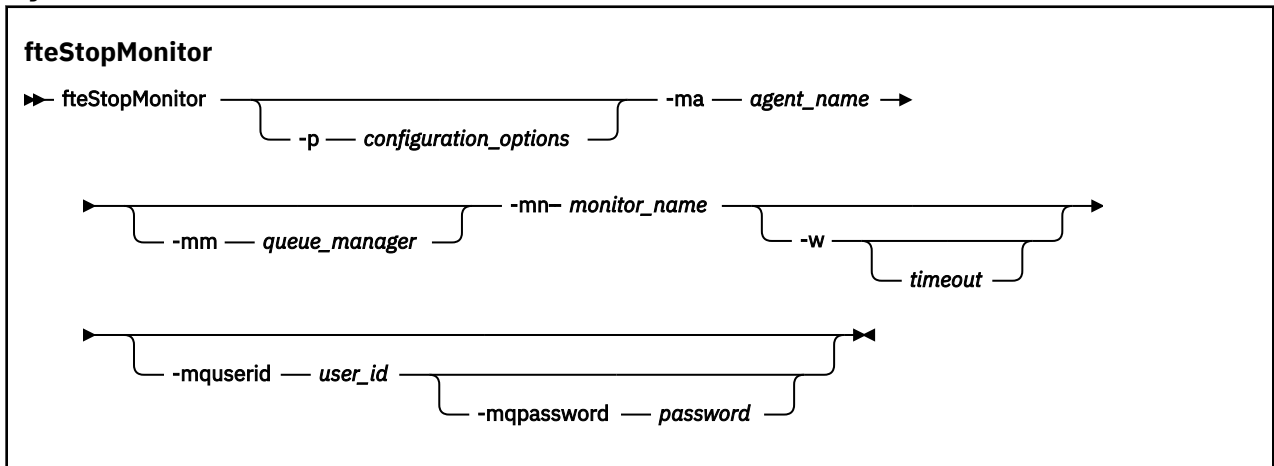 fteStopMonitor
fteStopMonitor -ma agent_name
-p configuration_options
-mn monitor_name
-mm queue_manager -w
timeout
-mquserid user_id
-mqpassword password